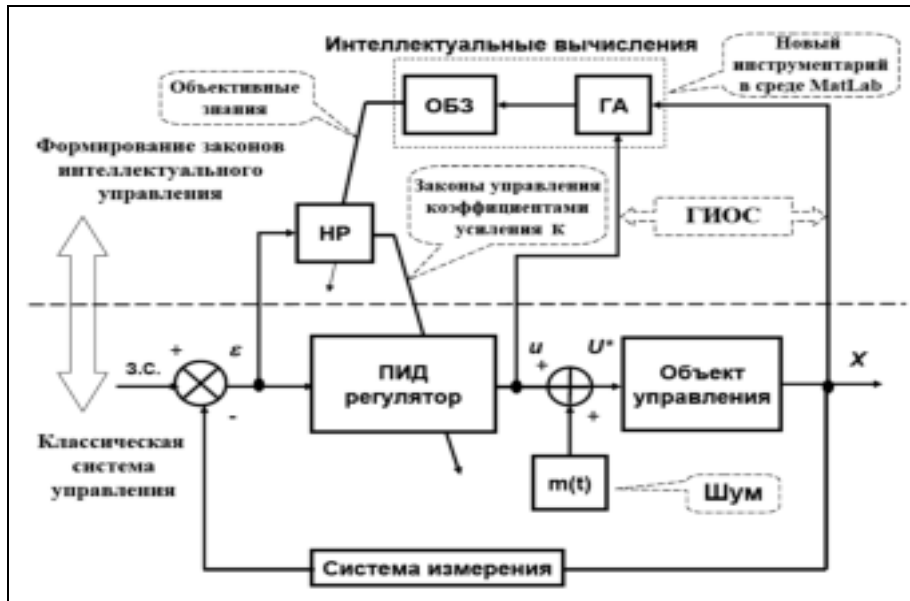 Интеллектуальные вычисления
Новый
инструментарий
в среде MatLab
Объективные
знания
ОБЗ
ГА
Формирование законов
интеллектуального
управления
Законы управления
коэффициентами
усиления К
ГИОС
НР
З.С.
+
-
ε
ПИД
регулятор
u
+
U*
+
Объект
управления
X
Классическая
система
управления
m(t)
Шум
Система измерения